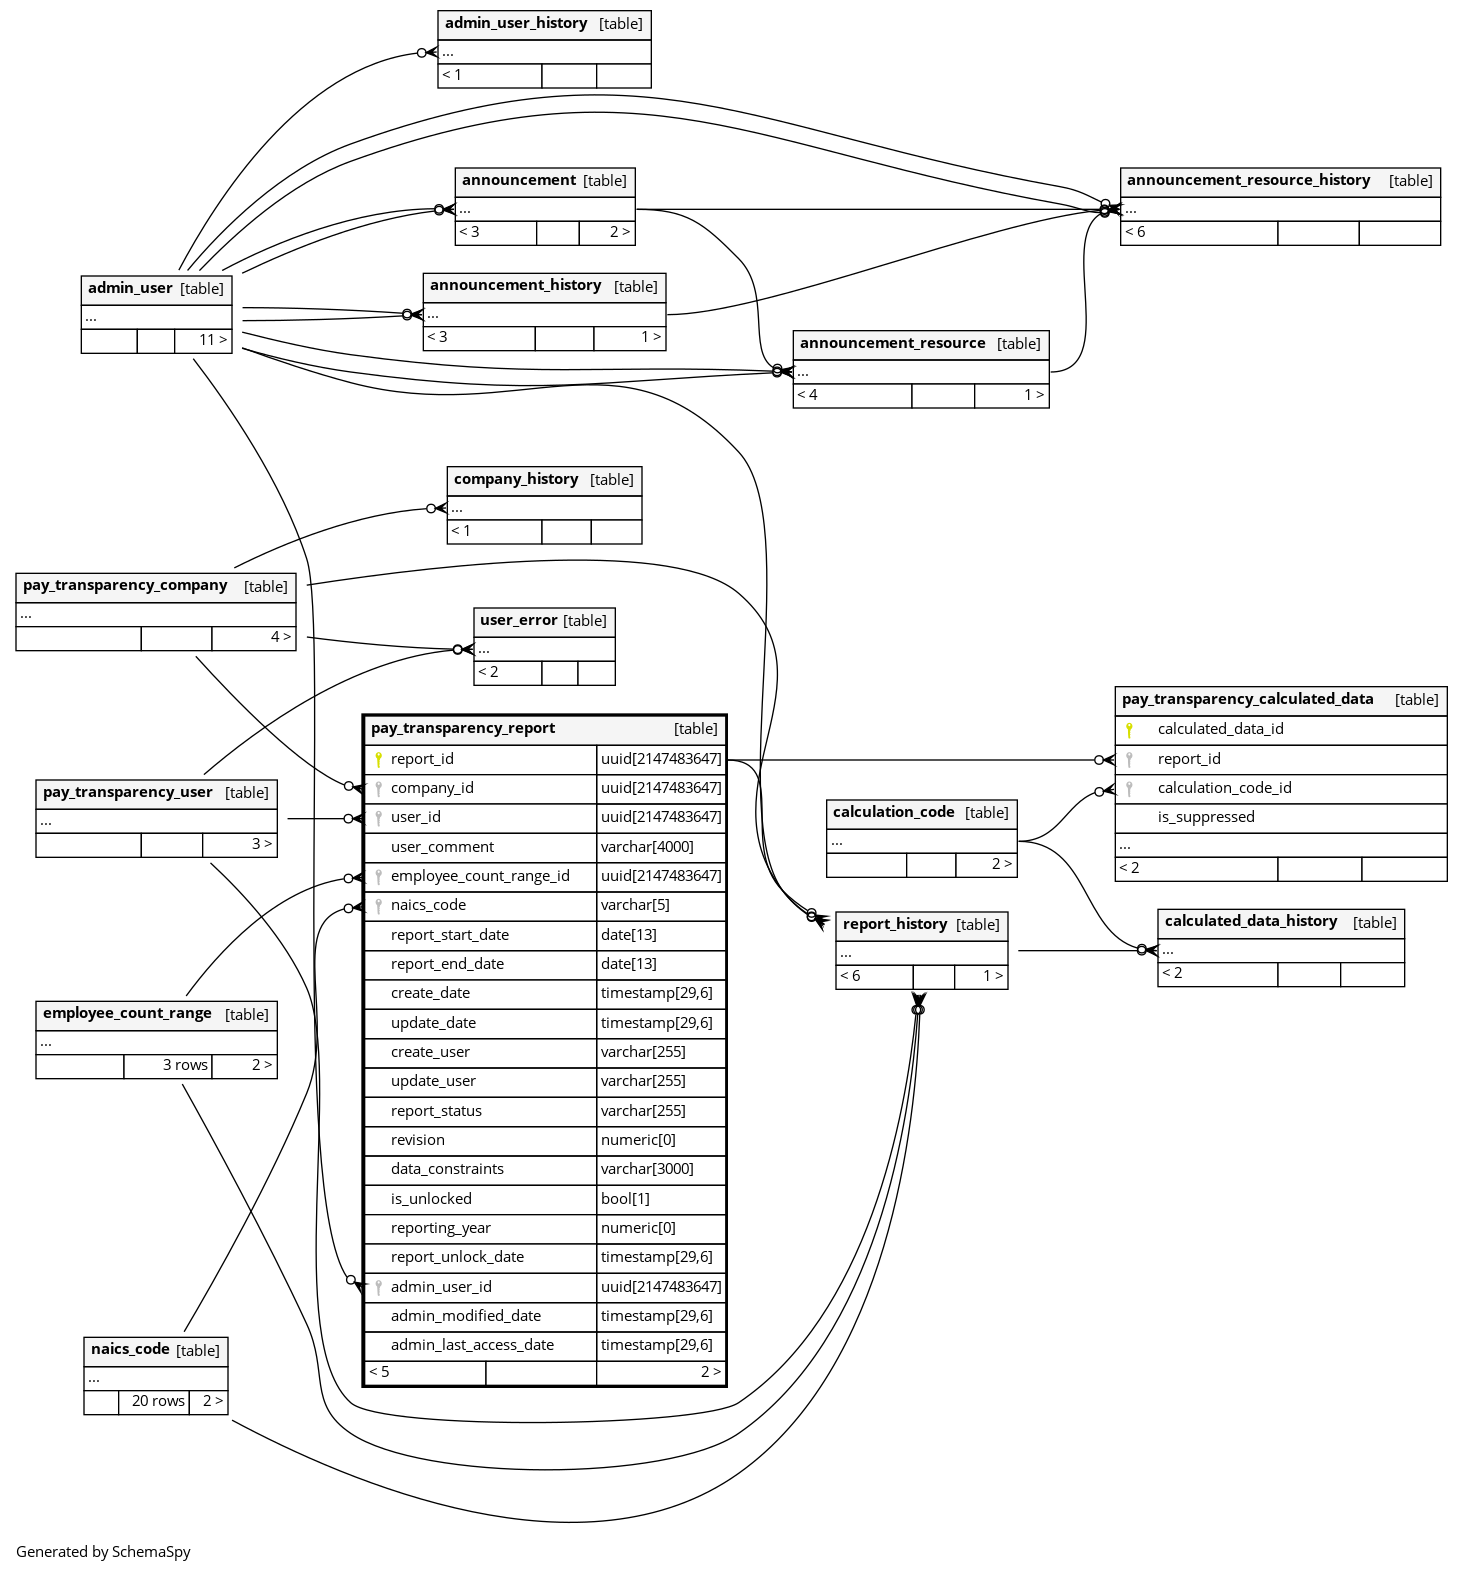 admin_user_history [table]
...
< 1
announcement [table]
...
< 3 2 >
announcement_resource_history [table]
...
< 6
admin_user [table]
...
11 >
announcement_history [table]
...
< 3 1 >
announcement_resource [table]
...
< 4 1 >
company_history [table]
...
< 1
pay_transparency_company [table]
...
4 >
user_error [table]
...
< 2
pay_transparency_report [table]
report_id uuid[2147483647]
company_id uuid[2147483647]
user_id uuid[2147483647]
user_comment varchar[4000]
employee_count_range_id uuid[2147483647]
naics_code varchar[5]
report_start_date date[13]
report_end_date date[13]
create_date timestamp[29,6]
update_date timestamp[29,6]
create_user varchar[255]
update_user varchar[255]
report_status varchar[255]
revision numeric[0]
data_constraints varchar[3000]
is_unlocked bool[1]
reporting_year numeric[0]
report_unlock_date timestamp[29,6]
admin_user_id uuid[2147483647]
admin_modified_date timestamp[29,6]
admin_last_access_date timestamp[29,6]
< 5 2 >
pay_transparency_calculated_data [table]
calculated_data_id
report_id
calculation_code_id
is_suppressed
...
< 2
pay_transparency_user [table]
...
3 >
calculation_code [table]
...
2 >
report_history [table]
...
< 6 1 >
calculated_data_history [table]
...
< 2
employee_count_range [table]
...
3 rows 2 >
naics_code [table]
...
20 rows 2 >
Generated by SchemaSpy